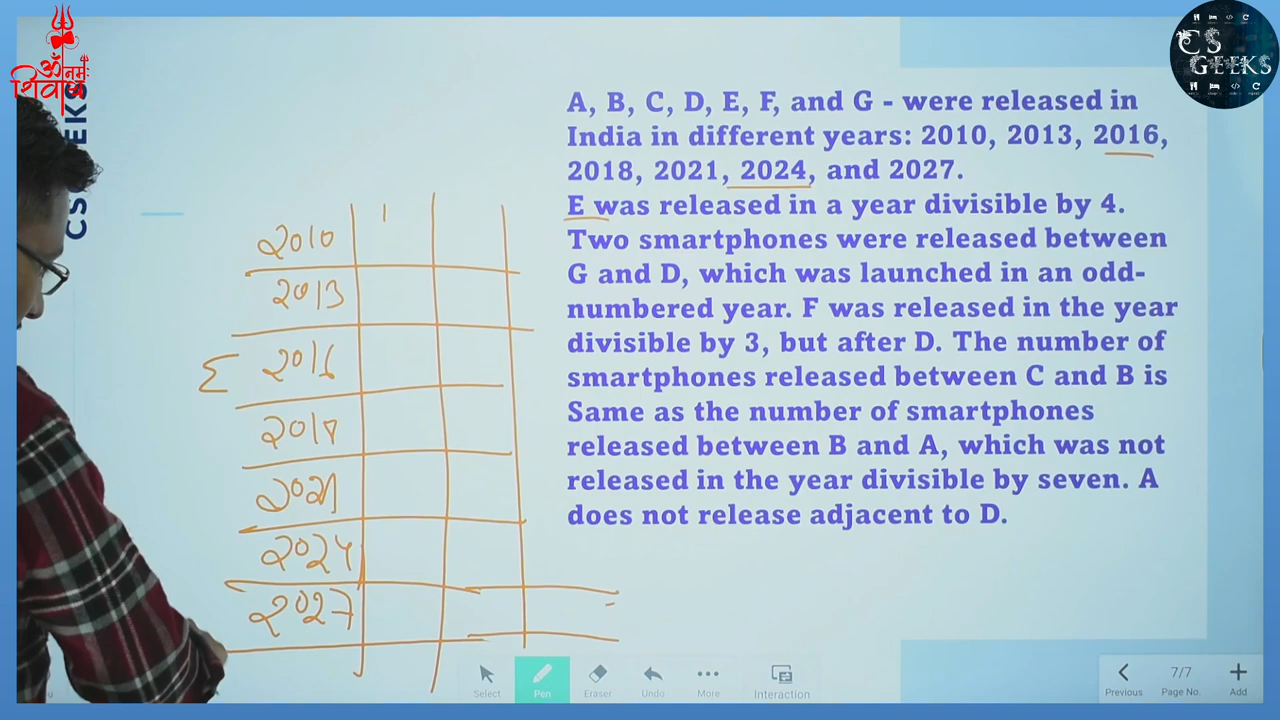 ॐ नमः
शिवाय
CS
GEEKS
CSGEEKS
A, B, C, D, E, F, and G - were released in
India in different years: 2010, 2013, 2016,
2018, 2021, 2024, and 2027.
E was released in a year divisible by 4.
Two smartphones were released between
G and D, which was launched in an odd-
numbered year. F was released in the year
divisible by 3, but after D. The number of
smartphones released between C and B is
Same as the number of smartphones
released between B and A, which was not
released in the year divisible by seven. A
does not release adjacent to D.
2010
2013
E 2016
2018
2021
2024
2027
Select Pen Eraser Undo More Interaction
Previous 7/7 Page No. Add